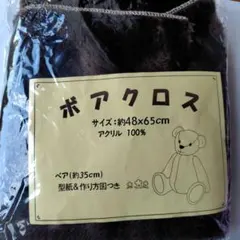 ボアクロス
サイズ:約48×65cm
アクリル 100%
ベア(約35cm)
型紙&作り方図つき